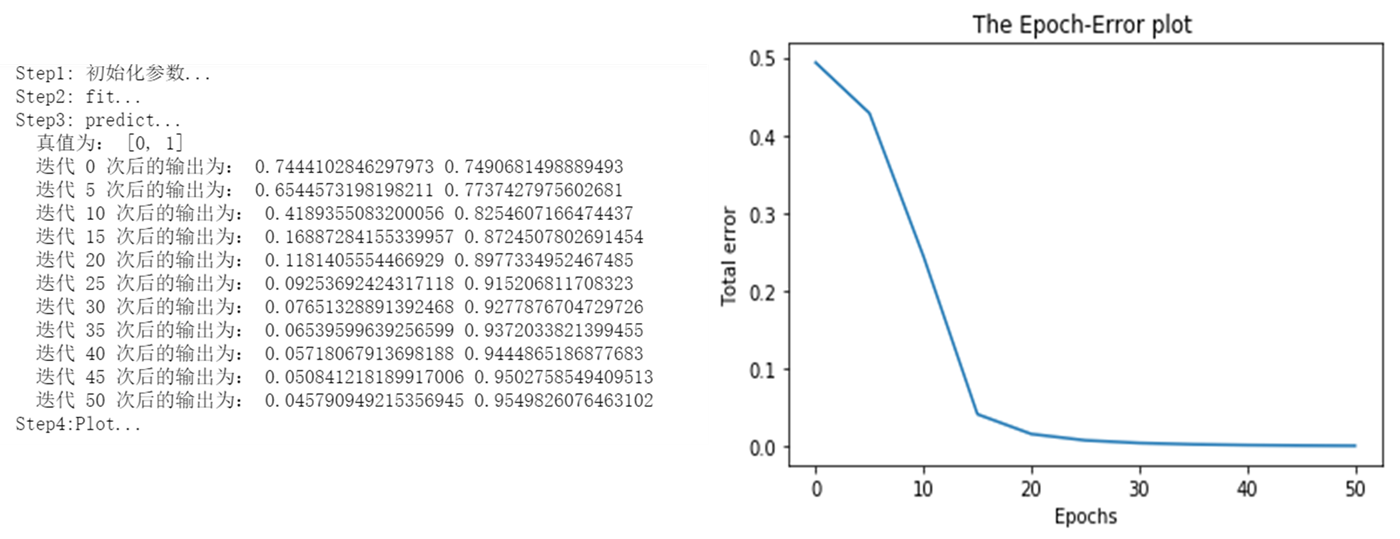 Step1: 初始化参数...
Step2: fit...
Step3: predict...
真值为: [0, 1]
迭代 0 次后的输出为: 0.7444102846297973 0.7490681498889493
迭代 5 次后的输出为: 0.6544573198198211 0.7737427975602681
迭代 10 次后的输出为: 0.4189355083200056 0.8254607166474437
迭代 15 次后的输出为: 0.16887284155339957 0.8724507802691454
迭代 20 次后的输出为: 0.1181405554466929 0.8977334952467485
迭代 25 次后的输出为: 0.09253692424317118 0.915206811708323
迭代 30 次后的输出为: 0.07651328891392468 0.9277876704729726
迭代 35 次后的输出为: 0.06539599639256599 0.9372033821399455
迭代 40 次后的输出为: 0.05718067913698188 0.9444865186877683
迭代 45 次后的输出为: 0.050841218189917006 0.9502758549409513
迭代 50 次后的输出为: 0.045790949215356945 0.9549826076463102
Step4:Plot...
The Epoch-Error plot
Total error
0.5
0.4
0.3
0.2
0.1
0.0
0 10 20 30 40 50
Epochs